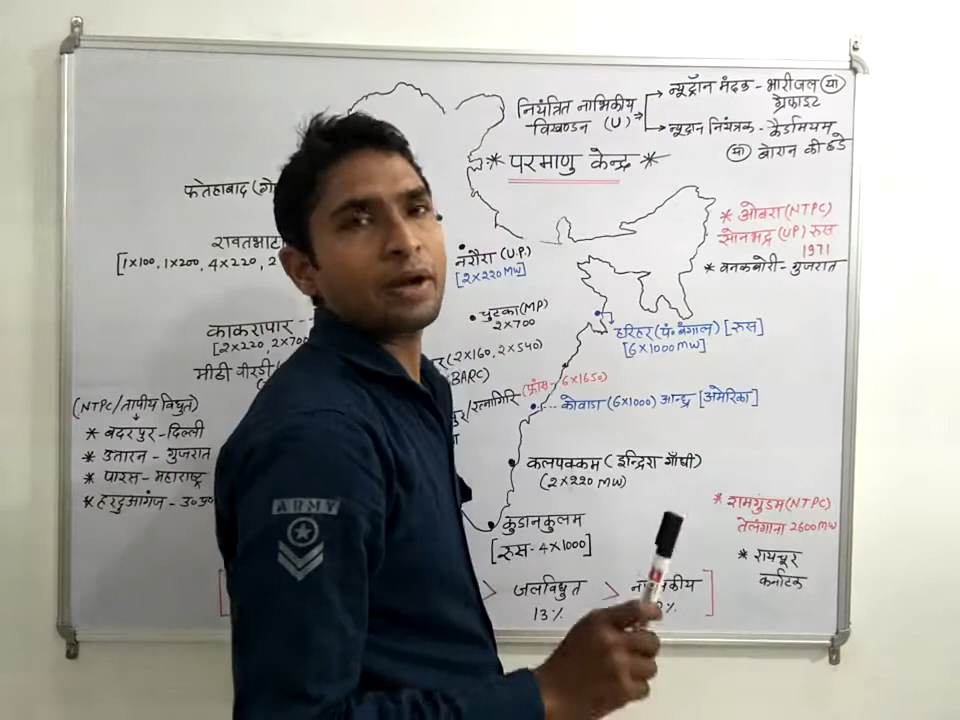 नियंत्रित नाभिकीय
विखण्डन (U) ⇒
→ न्यूट्रॉन मंदक - भारीजल (या)
ग्रेफाइट
→ न्यूट्रान नियंत्रक - कैडमियम
(या) बोरान की छडे
* परमाणु केन्द्र *
फतेहाबाद
रावतभाटा
[1×100, 1×200, 4×220, 2
काकरापार
[2×220, 2×700
मीठी वीरडी
(NTPC/तापीय विद्युत)
* बदरपुर - दिल्ली
* उतारन - गुजरात
* पारस - महाराष्ट्र
* हरदुआगंज - उ०प्र०
नरौरा (U.P.)
[2×220MW]
चुटका (MP)
2×700
(2×160, 2×540)
BARC)
/रत्नागिरि (फ्रांस - 6×1650)
* ओबरा (NTPC)
सोनभद्र (UP) रूस
1971
* वनकबोरी - गुजरात
हरिहर (पं. बंगाल) [रूस]
[6×1000MW]
कोवाडा (6×1000) आन्ध्र [अमेरिका]
कलपक्कम (इन्दिरा गाँधी)
(2×220MW)
कुडानकुलम
[रूस - 4×1000]
* रामगुंडम (NTPC)
तेलंगाना 2600MW
* रायचूर
कर्नाटक
> जलविद्युत >
13%
ARMY